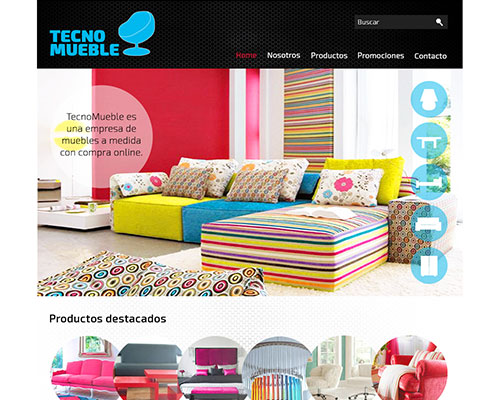 TECNO
MUEBLE
Buscar
Home Nosotros Productos Promociones Contacto
TecnoMueble es
una empresa de
muebles a medida
con compra online.
Productos destacados